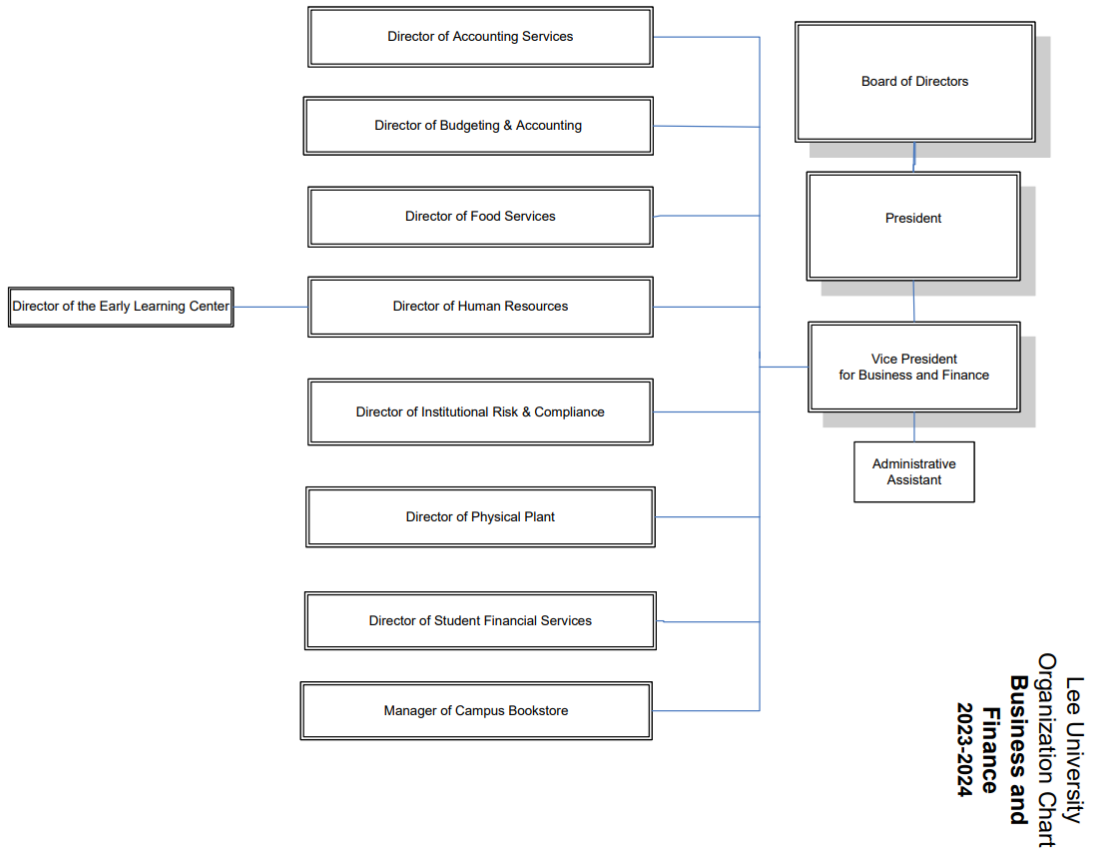 Director of Accounting Services
Board of Directors
Director of Budgeting & Accounting
Director of Food Services
President
Director of the Early Learning Center
Director of Human Resources
Vice President
for Business and Finance
Director of Institutional Risk & Compliance
Administrative
Assistant
Director of Physical Plant
Director of Student Financial Services
Manager of Campus Bookstore
Lee University
Organization Chart
Business and
Finance
2023-2024